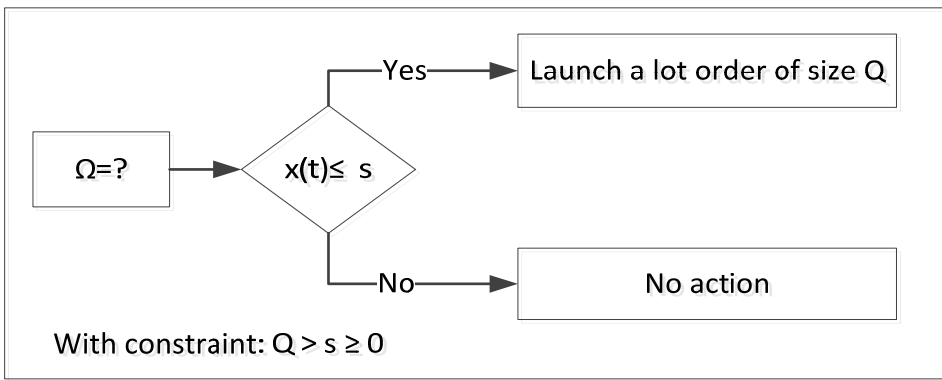 Yes
Launch a lot order of size Q
Ω=?
x(t)≤ s
No
No action
With constraint: Q > s ≥ 0